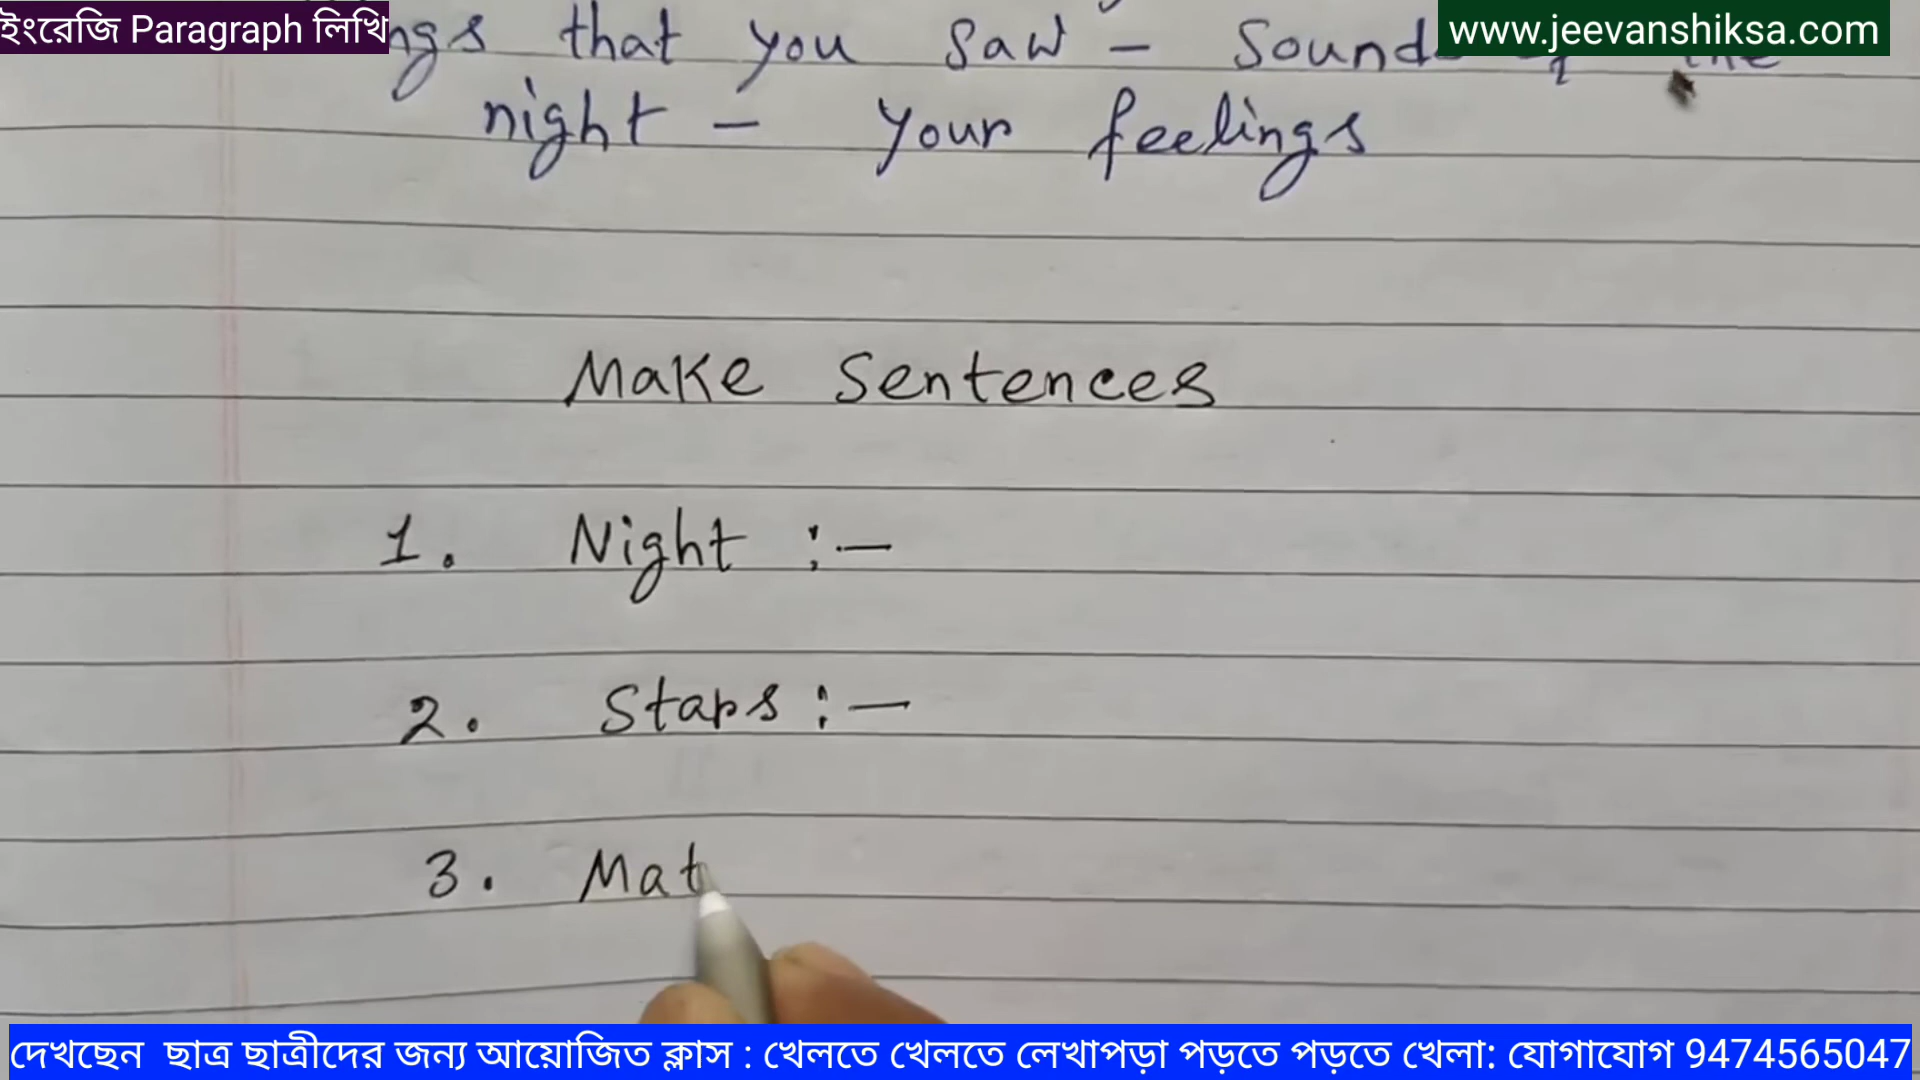 ইংরেজি Paragraph লিখি
www.jeevanshiksa.com
ngs that you saw - Sound
night - Your feelings
Make Sentences
1. Night :-
2. Stars :-
3. Mat
দেখছেন ছাত্র ছাত্রীদের জন্য আয়োজিত ক্লাস : খেলতে খেলতে লেখাপড়া পড়তে পড়তে খেলা: যোগাযোগ 9474565047